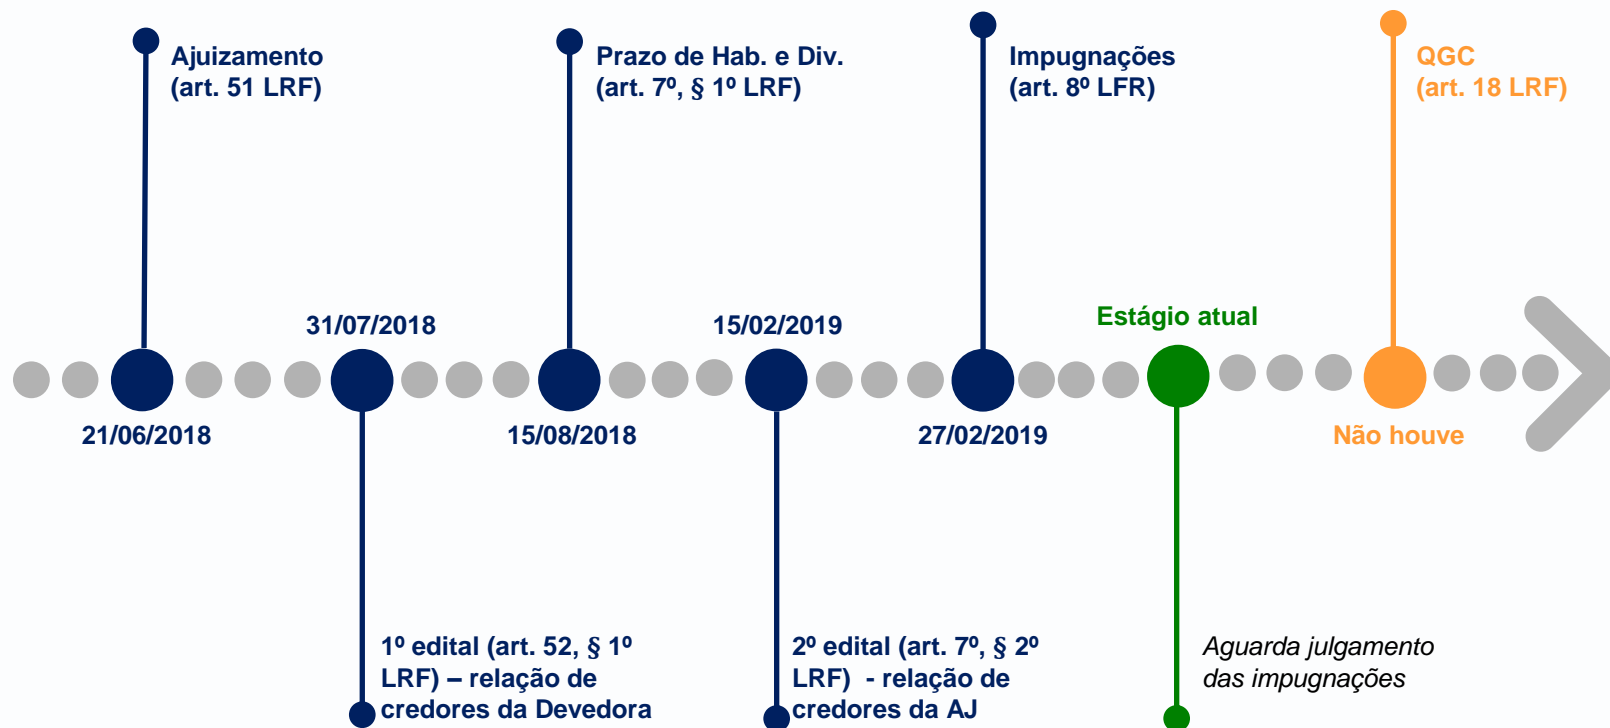 Ajuizamento
(art. 51 LRF)
Prazo de Hab. e Div.
(art. 7º, § 1º LRF)
Impugnações
(art. 8º LFR)
QGC
(art. 18 LRF)
31/07/2018
15/02/2019
Estágio atual
21/06/2018
15/08/2018
27/02/2019
Não houve
1º edital (art. 52, § 1º
LRF) – relação de
credores da Devedora
2º edital (art. 7º, § 2º
LRF) - relação de
credores da AJ
Aguarda julgamento
das impugnações